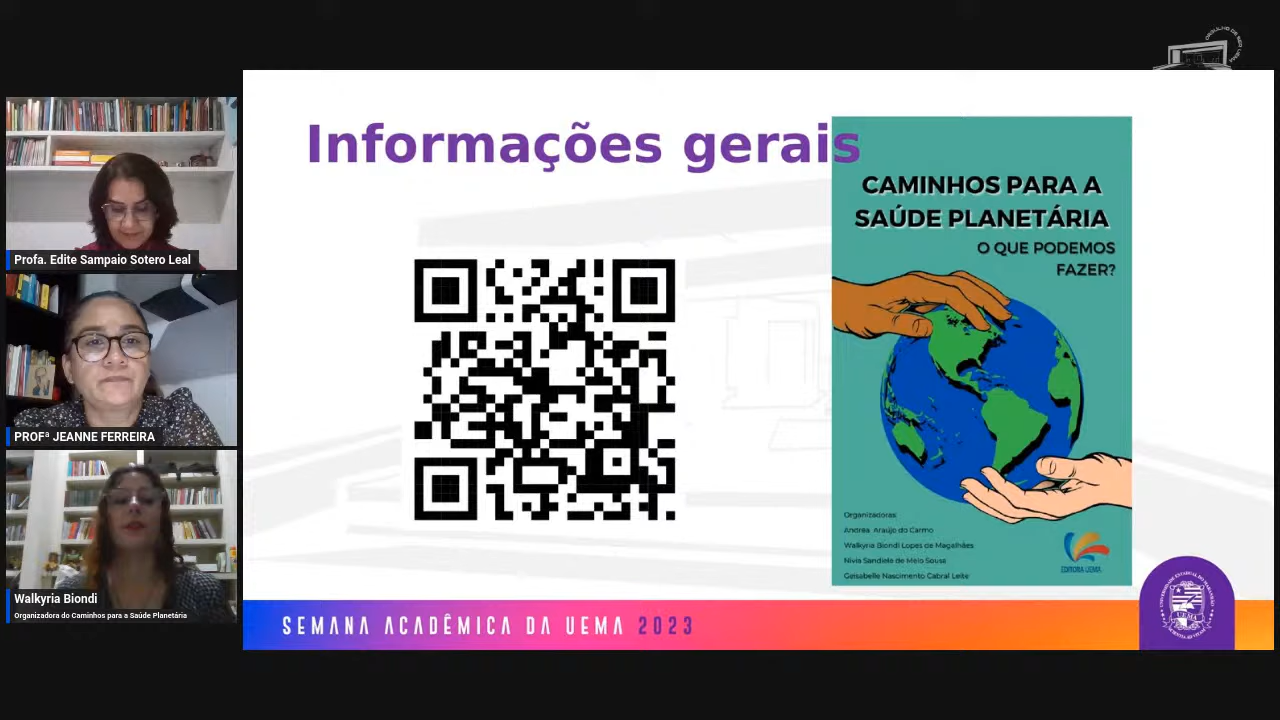 Profa. Edite Sampaio Sotero Leal
PROFª JEANNE FERREIRA
Walkyria Biondi
Organizadora do Caminhos para a Saúde Planetária
Informações gerais
CAMINHOS PARA A
SAÚDE PLANETÁRIA
O QUE PODEMOS
FAZER?
Organizadoras:
Andréa Araújo do Carmo
Walkyria Biondi Lopes de Magalhães
Nívia Sandiele de Melo Sousa
Geisabelle Nascimento Cabral Leite
EDITORA UEMA
SEMANA ACADÊMICA DA UEMA 2023